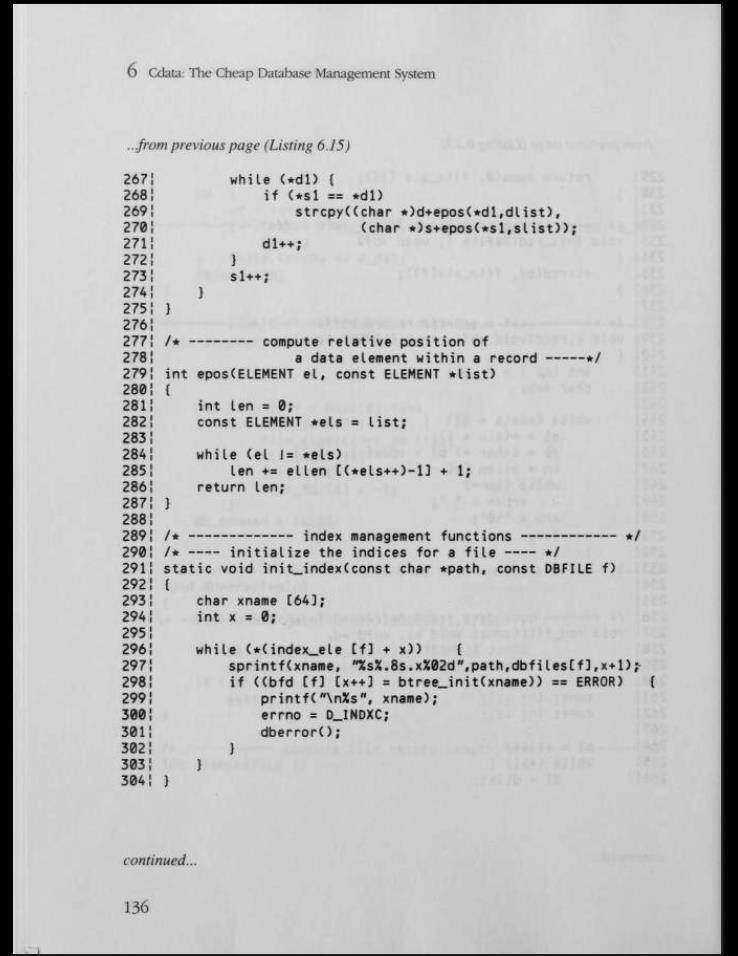 6 Cdata: The Cheap Database Management System
...from previous page (Listing 6.15)
267¦         while (*d1) {
268¦             if (*s1 == *d1)
269¦                 strcpy((char *)d+epos(*d1,dlist),
270¦                         (char *)s+epos(*s1,slist));
271¦             d1++;
272¦         }
273¦         s1++;
274¦     }
275¦ }
276¦
277¦ /* -------- compute relative position of
278¦                 a data element within a record -----*/
279¦ int epos(ELEMENT el, const ELEMENT *list)
280¦ {
281¦     int len = 0;
282¦     const ELEMENT *els = list;
283¦
284¦     while (el != *els)
285¦         len += ellen [(*els++)-1] + 1;
286¦     return len;
287¦ }
288¦
289¦ /* ------------- index management functions ------------ */
290¦ /* ---- initialize the indices for a file ---- */
291¦ static void init_index(const char *path, const DBFILE f)
292¦ {
293¦     char xname [64];
294¦     int x = 0;
295¦
296¦     while (*(index_ele [f] + x))    {
297¦         sprintf(xname, "%s%.8s.x%02d",path,dbfiles[f],x+1);
298¦         if ((bfd [f] [x++] = btree_init(xname)) == ERROR)   {
299¦             printf("\n%s", xname);
300¦             errno = D_INDXC;
301¦             dberror();
302¦         }
303¦     }
304¦ }
continued...
136